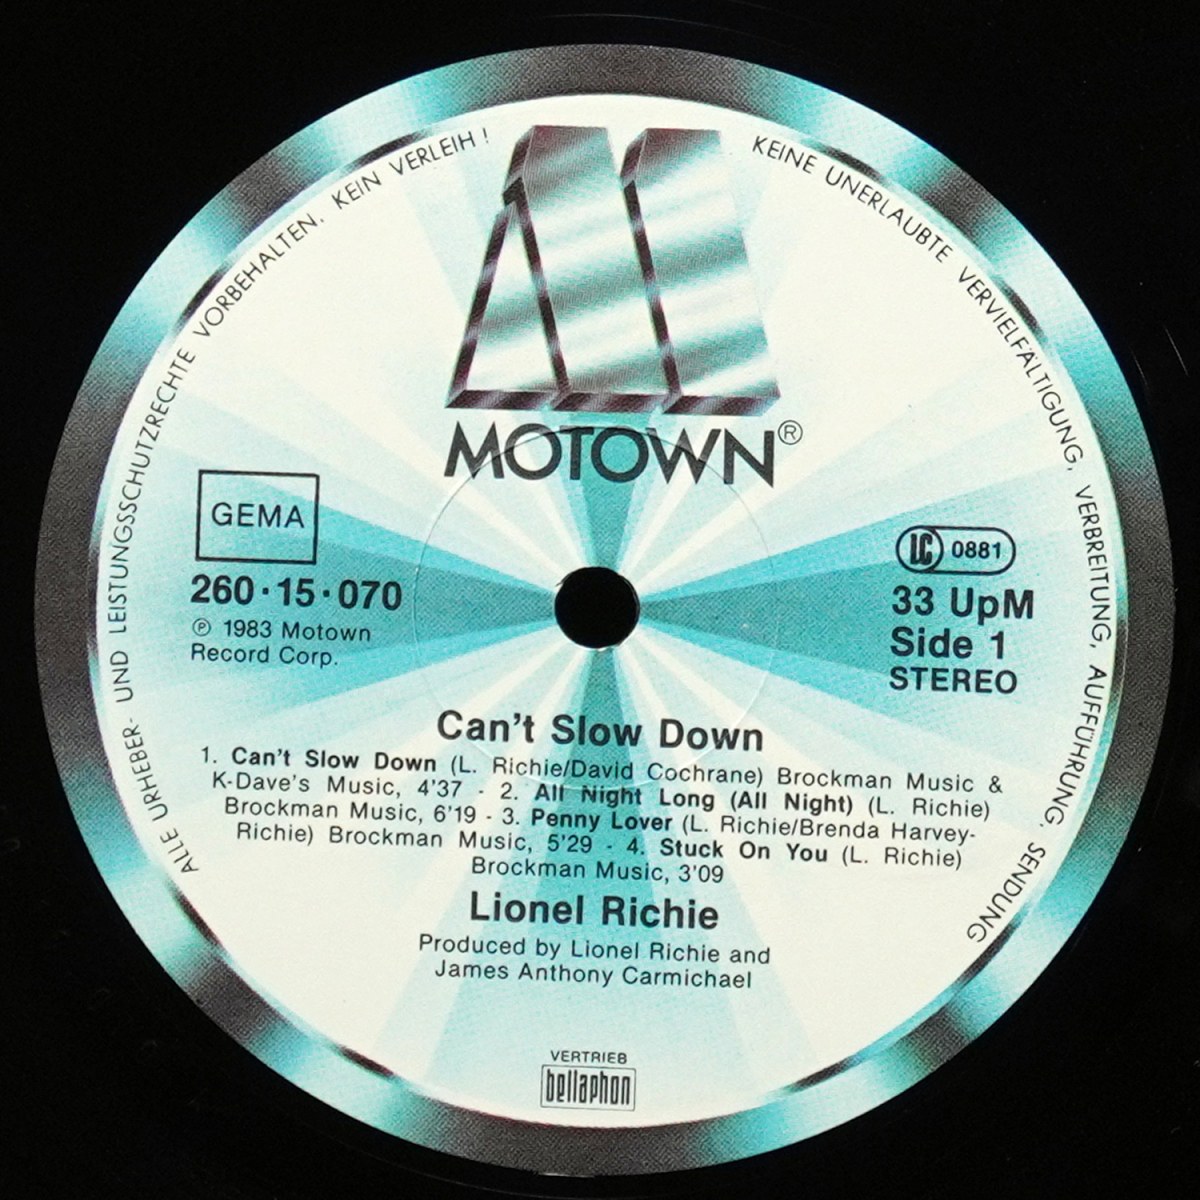 ALLE URHEBER- UND LEISTUNGSSCHUTZRECHTE VORBEHALTEN. KEIN VERLEIH!
KEINE UNERLAUBTE VERVIELFÄLTIGUNG, VERBREITUNG, AUFFÜHRUNG, SENDUNG
MOTOWN®
GEMA
260·15·070
℗ 1983 Motown
Record Corp.
LC 0881
33 UpM
Side 1
STEREO
Can't Slow Down
1. Can't Slow Down (L. Richie/David Cochrane) Brockman Music &
K-Dave's Music, 4'37 - 2. All Night Long (All Night) (L. Richie)
Brockman Music, 6'19 - 3. Penny Lover (L. Richie/Brenda Harvey-
Richie) Brockman Music, 5'29 - 4. Stuck On You (L. Richie)
Brockman Music, 3'09
Lionel Richie
Produced by Lionel Richie and
James Anthony Carmichael
VERTRIEB
bellaphon